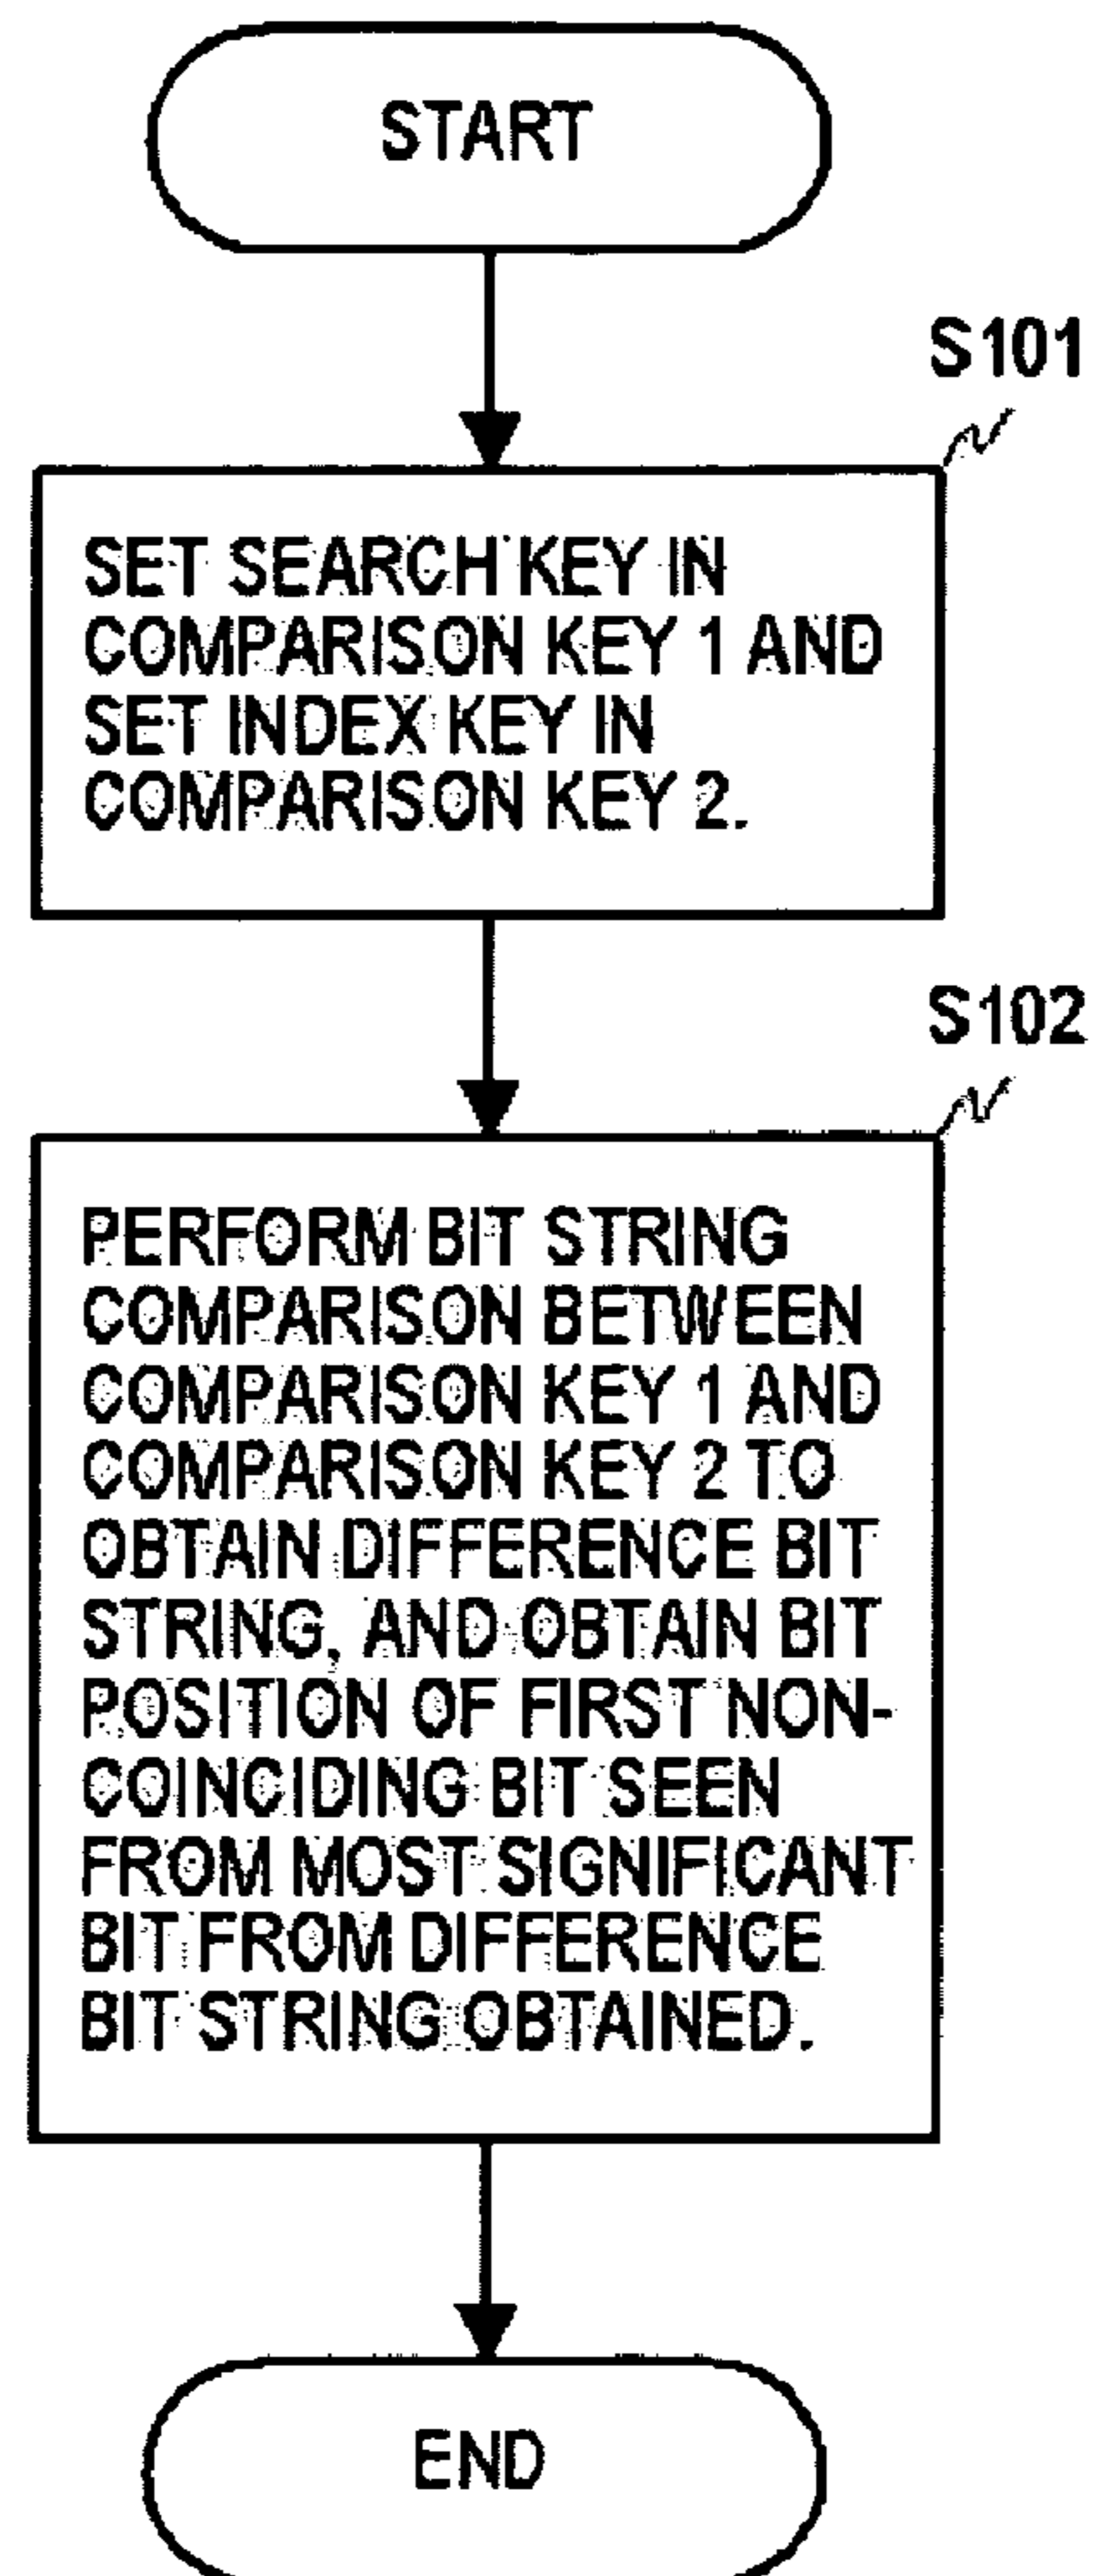 START
S101
SET SEARCH KEY IN
COMPARISON KEY 1 AND
SET INDEX KEY IN
COMPARISON KEY 2.
S102
PERFORM BIT STRING
COMPARISON BETWEEN
COMPARISON KEY 1 AND
COMPARISON KEY 2 TO
OBTAIN DIFFERENCE BIT
STRING, AND OBTAIN BIT
POSITION OF FIRST NON-
COINCIDING BIT SEEN
FROM MOST SIGNIFICANT
BIT FROM DIFFERENCE
BIT STRING OBTAINED.
END